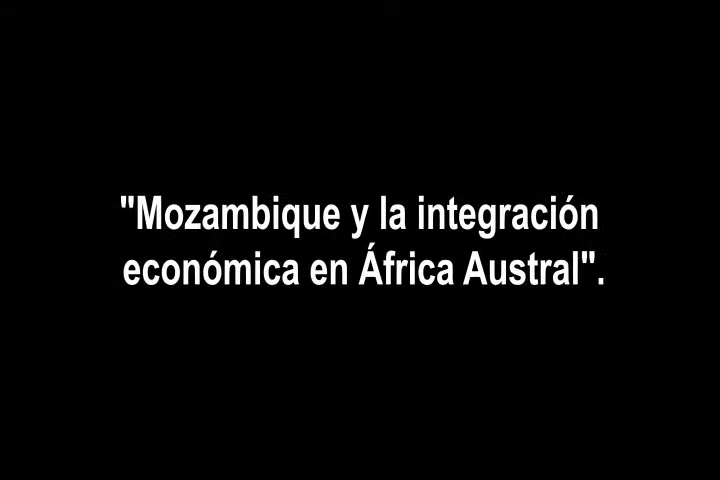 "Mozambique y la integración
económica en África Austral".